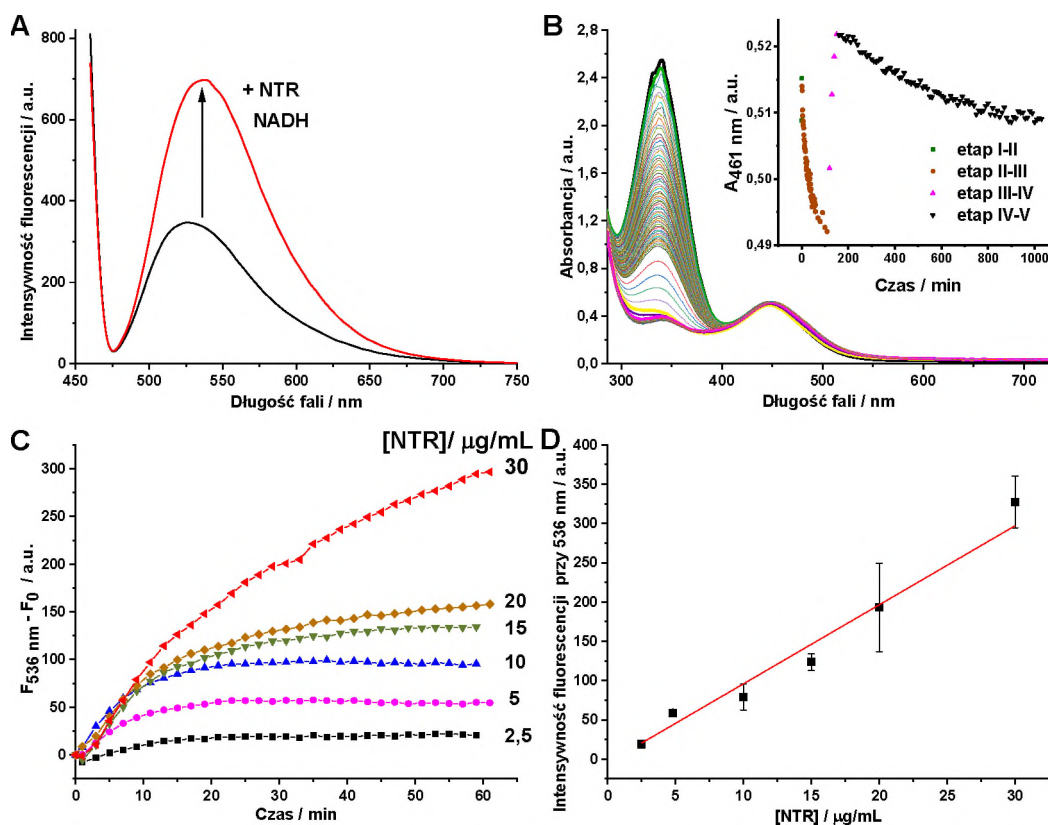 A
800
700
600
500
400
300
200
100
0
Intensywność fluorescencji / a.u.
+ NTR
NADH
450 500 550 600 650 700 750
Długość fali / nm
B
2,8
2,4
2,0
1,6
1,2
0,8
0,4
0,0
Absorbancja / a.u.
300 400 500 600 700
Długość fali / nm
0,52
0,51
0,50
0,49
A461 nm / a.u.
etap I-II
etap II-III
etap III-IV
etap IV-V
0 200 400 600 800 1000
Czas / min
C
[NTR]/ μg/mL
300
250
200
150
100
50
0
F536 nm - F0 / a.u.
30
20
15
10
5
2,5
0 10 20 30 40 50 60
Czas / min
D
400
350
300
250
200
150
100
50
0
Intensywność fluorescencji przy 536 nm / a.u.
5 10 15 20 25 30
[NTR] / μg/mL